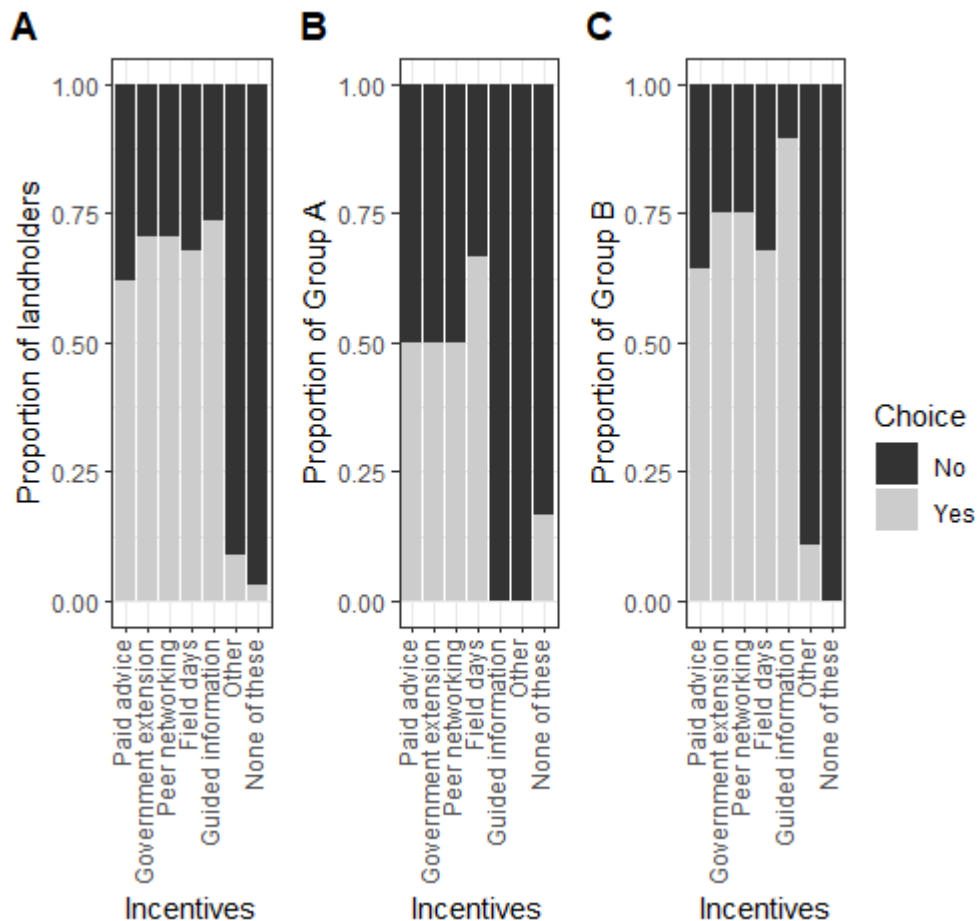 A
Proportion of landholders
1.00
0.75
0.50
0.25
0.00
Paid advice
Government extension
Peer networking
Field days
Guided information
Other
None of these
Incentives
B
Proportion of Group A
1.00
0.75
0.50
0.25
0.00
Paid advice
Government extension
Peer networking
Field days
Guided information
Other
None of these
Incentives
C
Proportion of Group B
1.00
0.75
0.50
0.25
0.00
Paid advice
Government extension
Peer networking
Field days
Guided information
Other
None of these
Incentives
Choice
No
Yes